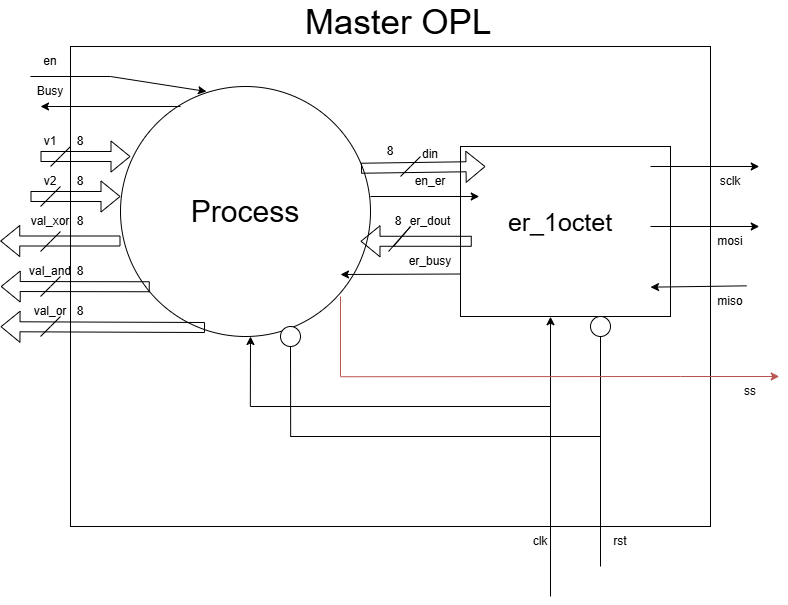 Master OPL
en
Busy
v1 8
v2 8
val_xor 8
val_and 8
val_or 8
Process
8 din
en_er
8 er_dout
er_busy
er_1octet
sclk
mosi
miso
ss
clk
rst